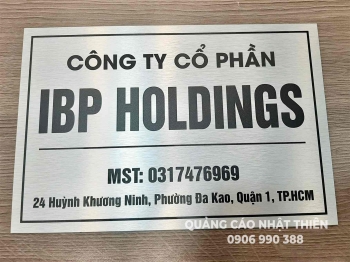 CÔNG TY CỔ PHẦN
IBP HOLDINGS
MST: 0317476969
24 Huỳnh Khương Ninh, Phường Đa Kao, Quận 1, TP.HCM
QUẢNG CÁO NHẬT THIÊN
0906 990 388